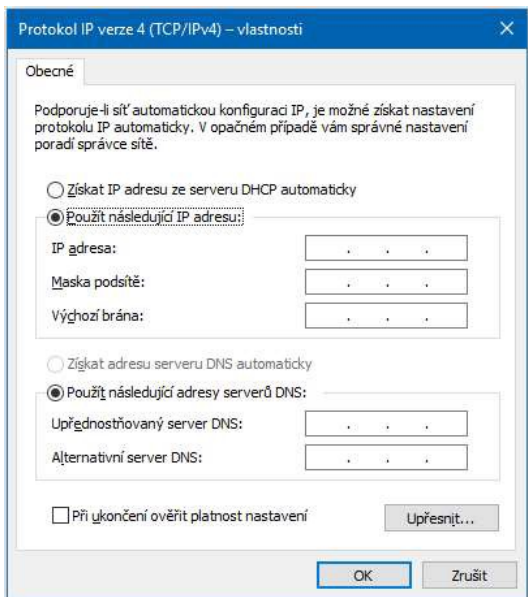 Protokol IP verze 4 (TCP/IPv4) – vlastnosti
Obecné
Podporuje-li síť automatickou konfiguraci IP, je možné získat nastavení
protokolu IP automaticky. V opačném případě vám správné nastavení
poradí správce sítě.
Získat IP adresu ze serveru DHCP automaticky
Použít následující IP adresu:
IP adresa:
Maska podsítě:
Výchozí brána:
Získat adresu serveru DNS automaticky
Použít následující adresy serverů DNS:
Upřednostňovaný server DNS:
Alternativní server DNS:
Při ukončení ověřit platnost nastavení
Upřesnit...
OK
Zrušit